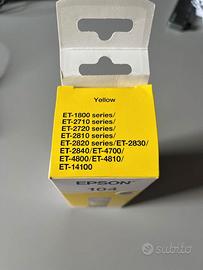 Yellow
ET-1800 series/
ET-2710 series/
ET-2720 series/
ET-2810 series/
ET-2820 series/ET-2830/
ET-2840/ET-4700/
ET-4800/ET-4810/
ET-14100
EPSON
104
subito